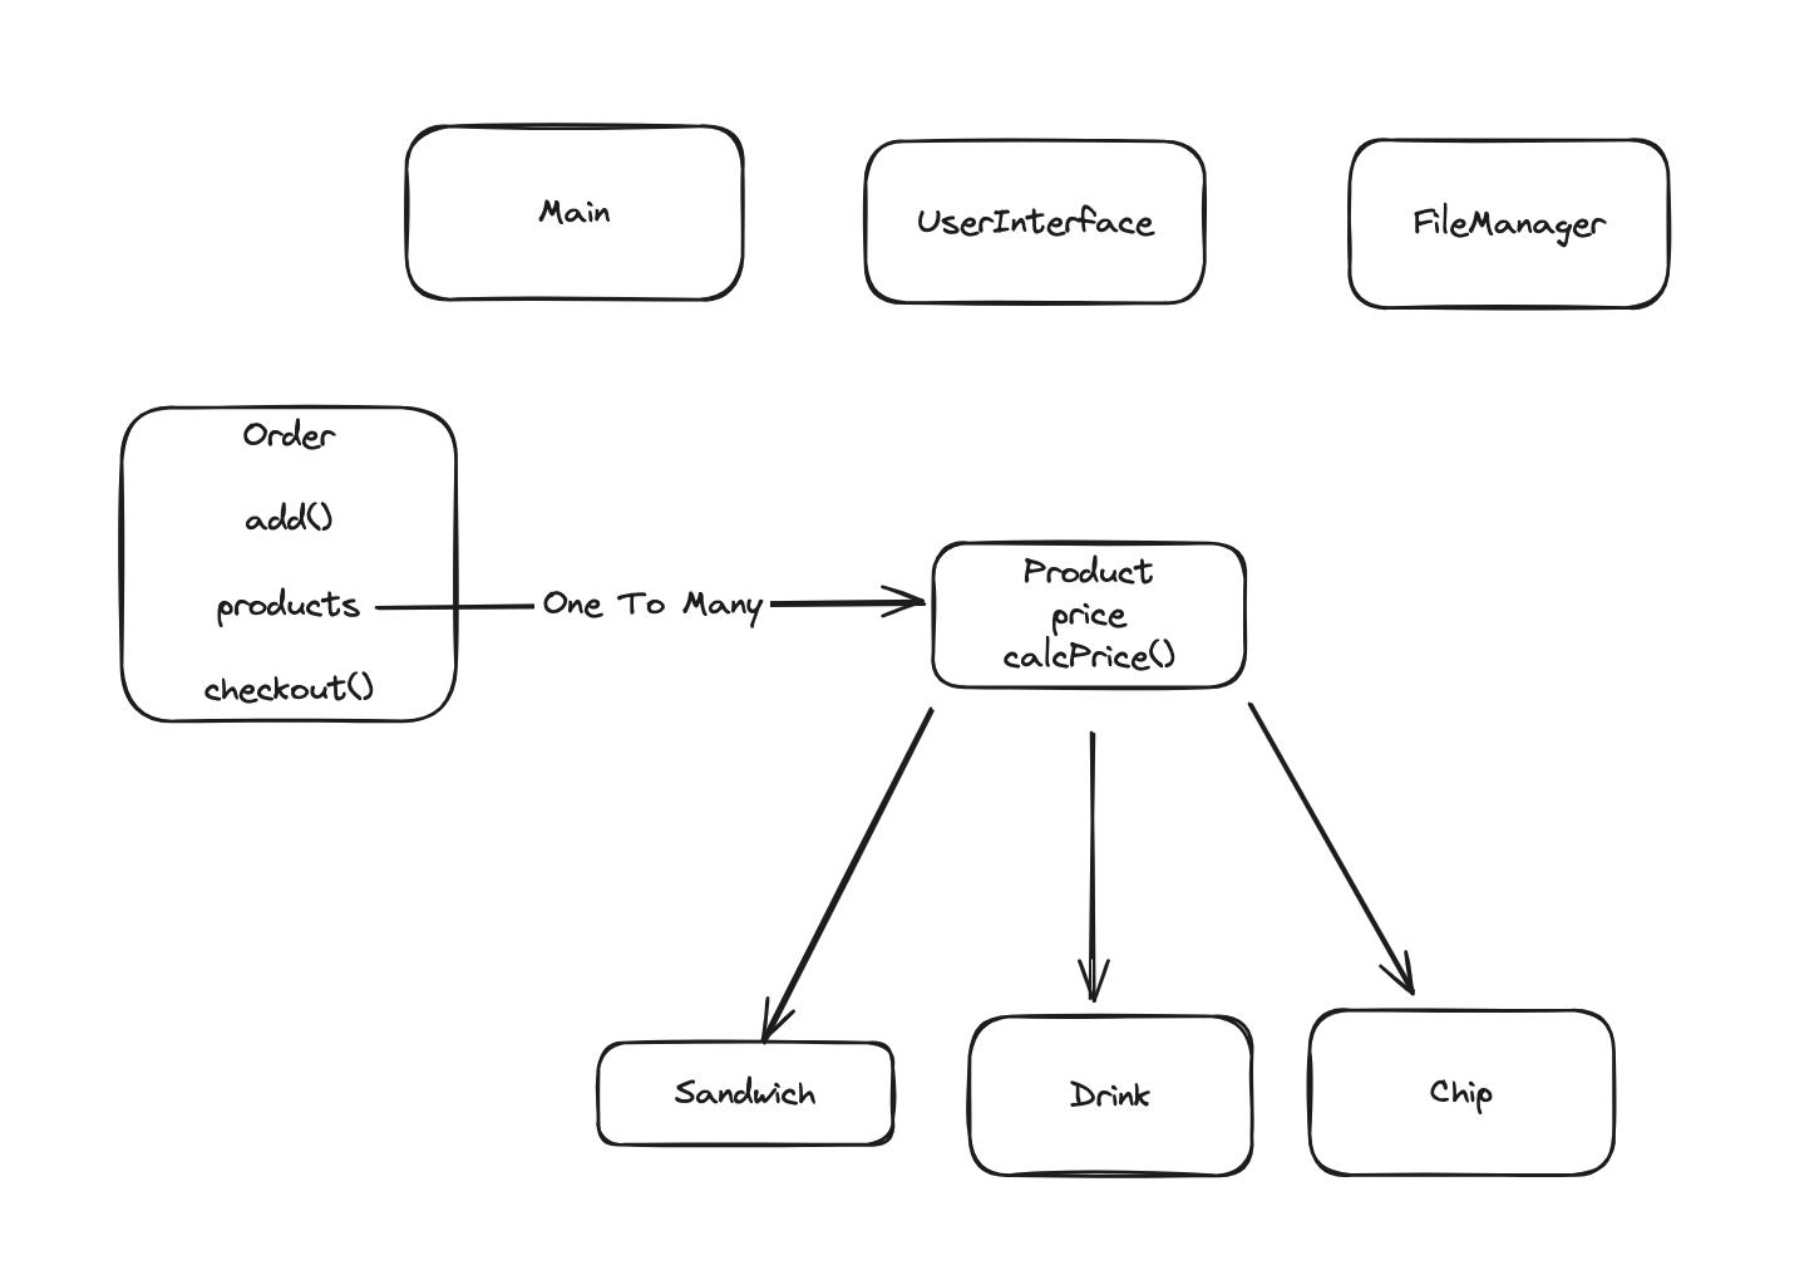 Main
UserInterface
FileManager
Order
add()
products
checkout()
One To Many
Product
price
calcPrice()
Sandwich
Drink
Chip